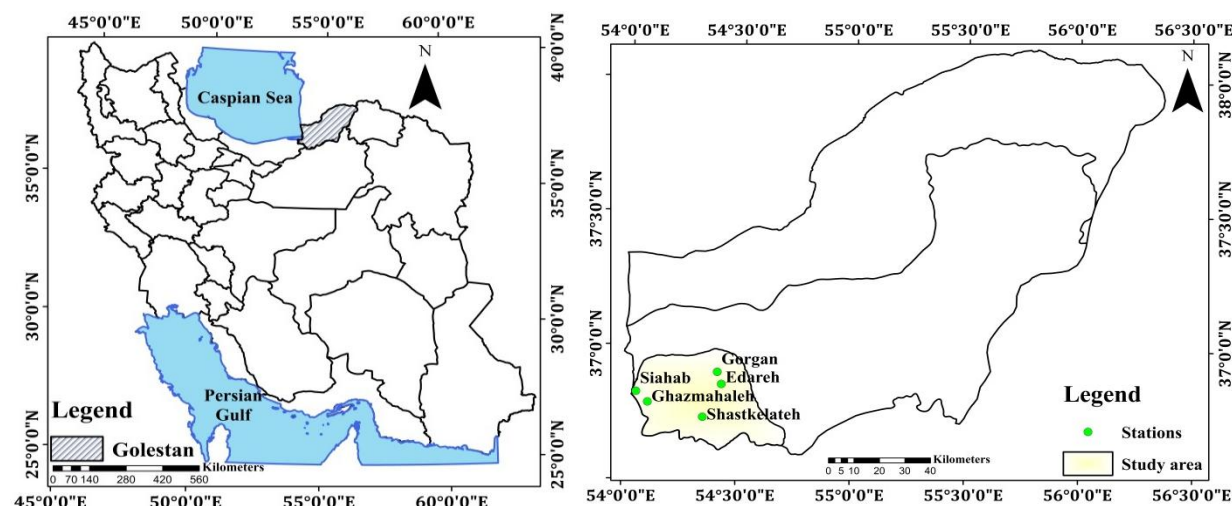 45°0'0"E 50°0'0"E 55°0'0"E 60°0'0"E
40°0'0"N
35°0'0"N
30°0'0"N
25°0'0"N
35°0'0"N
30°0'0"N
25°0'0"N
N
Caspian Sea
Persian
Gulf
Legend
Golestan
Kilometers
0 70 140 280 420 560
45°0'0"E 50°0'0"E 55°0'0"E 60°0'0"E
54°0'0"E 54°30'0"E 55°0'0"E 55°30'0"E 56°0'0"E 56°30'0"E
37°30'0"N
37°0'0"N
38°0'0"N
37°30'0"N
37°0'0"N
N
Gorgan
Siahab
Edareh
Ghazmahaleh
Shastkelateh
Legend
Stations
Study area
Kilometers
0 5 10 20 30 40
54°0'0"E 54°30'0"E 55°0'0"E 55°30'0"E 56°0'0"E 56°30'0"E